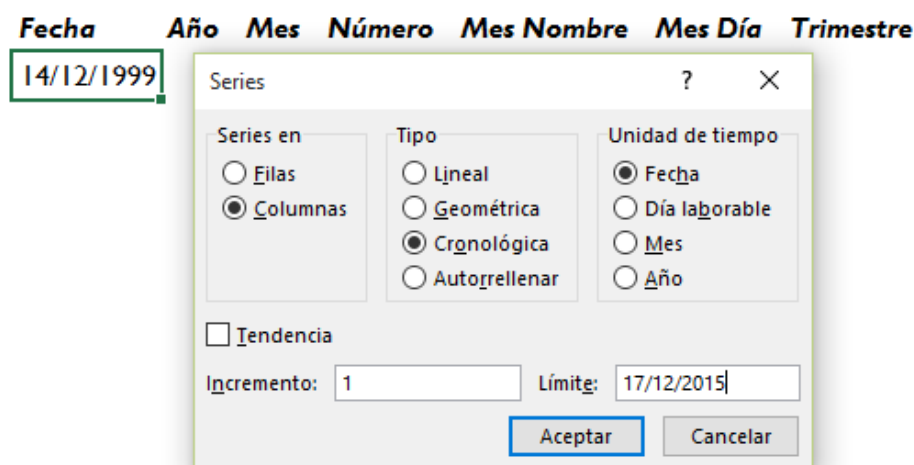 Fecha Año Mes Número Mes Nombre Mes Día Trimestre
14/12/1999
Series ? ×
Series en Tipo Unidad de tiempo
Filas Lineal Fecha
Columnas Geométrica Día laborable
Cronológica Mes
Autorrellenar Año
Tendencia
Incremento: 1 Límite: 17/12/2015
Aceptar Cancelar